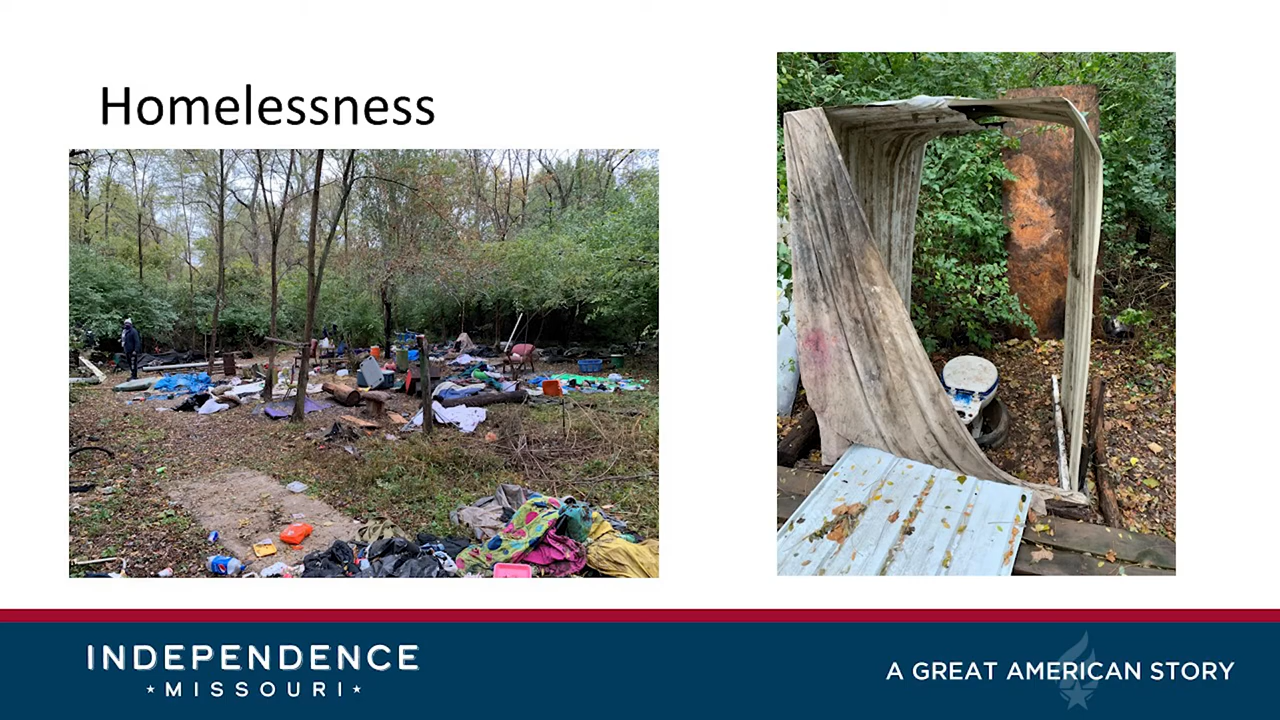 Homelessness
INDEPENDENCE
MISSOURI
A GREAT AMERICAN STORY